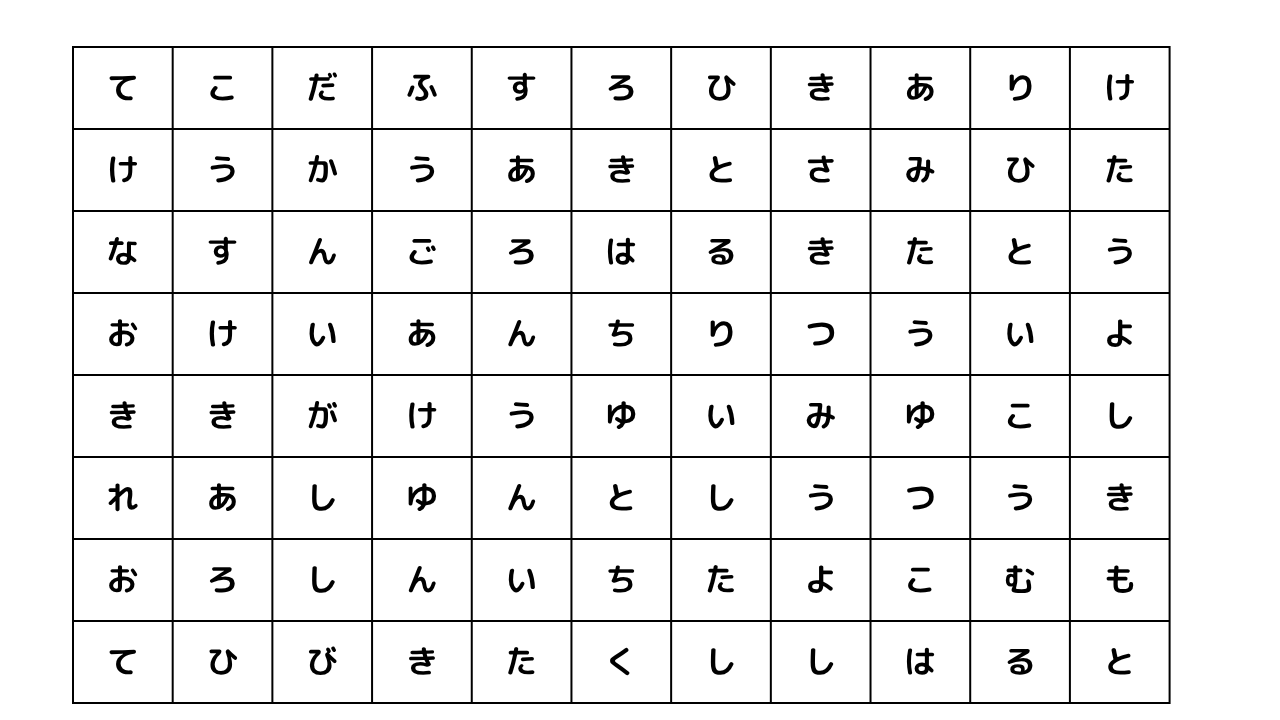 て こ だ ふ す ろ ひ き あ り け
け う か う あ き と さ み ひ た
な す ん ご ろ は る き た と う
お け い あ ん ち り つ う い よ
き き が け う ゆ い み ゆ こ し
れ あ し ゆ ん と し う つ う き
お ろ し ん い ち た よ こ む も
て ひ び き た く し し は る と